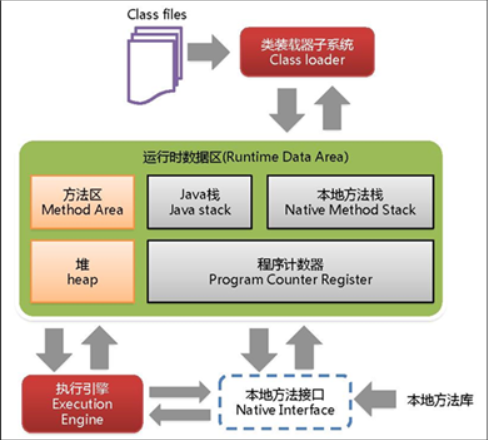 Class files
类装载器子系统
Class loader
运行时数据区(Runtime Data Area)
方法区
Method Area
Java栈
Java stack
本地方法栈
Native Method Stack
堆
heap
程序计数器
Program Counter Register
执行引擎
Execution
Engine
本地方法接口
Native Interface
本地方法库